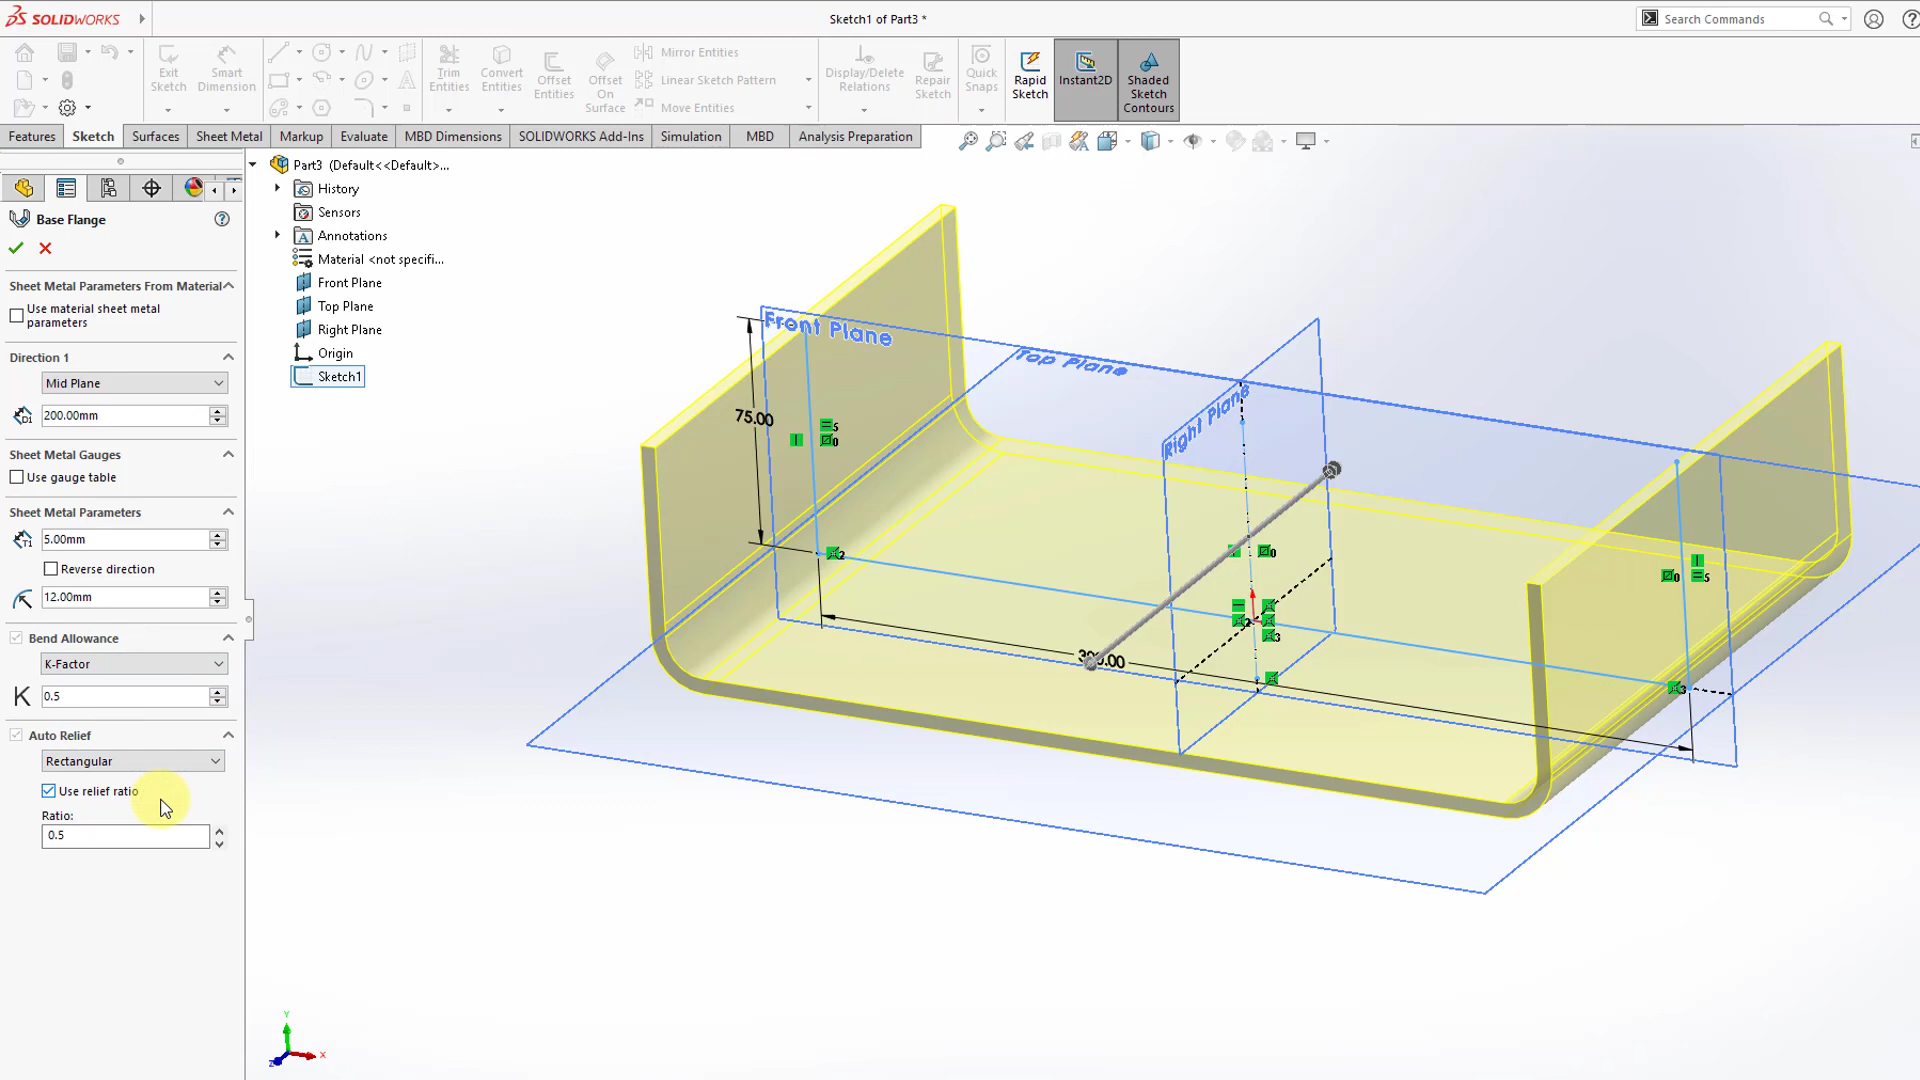 SOLIDWORKS
Sketch1 of Part3 *
Search Commands
Exit Sketch
Smart Dimension
Trim Entities
Convert Entities
Offset Entities
Offset On Surface
Mirror Entities
Linear Sketch Pattern
Move Entities
Display/Delete Relations
Repair Sketch
Quick Snaps
Rapid Sketch
Instant2D
Shaded Sketch Contours
Features
Sketch
Surfaces
Sheet Metal
Markup
Evaluate
MBD Dimensions
SOLIDWORKS Add-Ins
Simulation
MBD
Analysis Preparation
Base Flange
Sheet Metal Parameters From Material
Use material sheet metal
parameters
Direction 1
Mid Plane
200.00mm
Sheet Metal Gauges
Use gauge table
Sheet Metal Parameters
5.00mm
Reverse direction
12.00mm
Bend Allowance
K-Factor
K
0.5
Auto Relief
Rectangular
Use relief ratio
Ratio:
0.5
Part3 (Default<<Default>...
History
Sensors
Annotations
Material <not specifi...
Front Plane
Top Plane
Right Plane
Origin
Sketch1
Front Plane
Top Plane
Right Plane
75.00
Y
X
Z